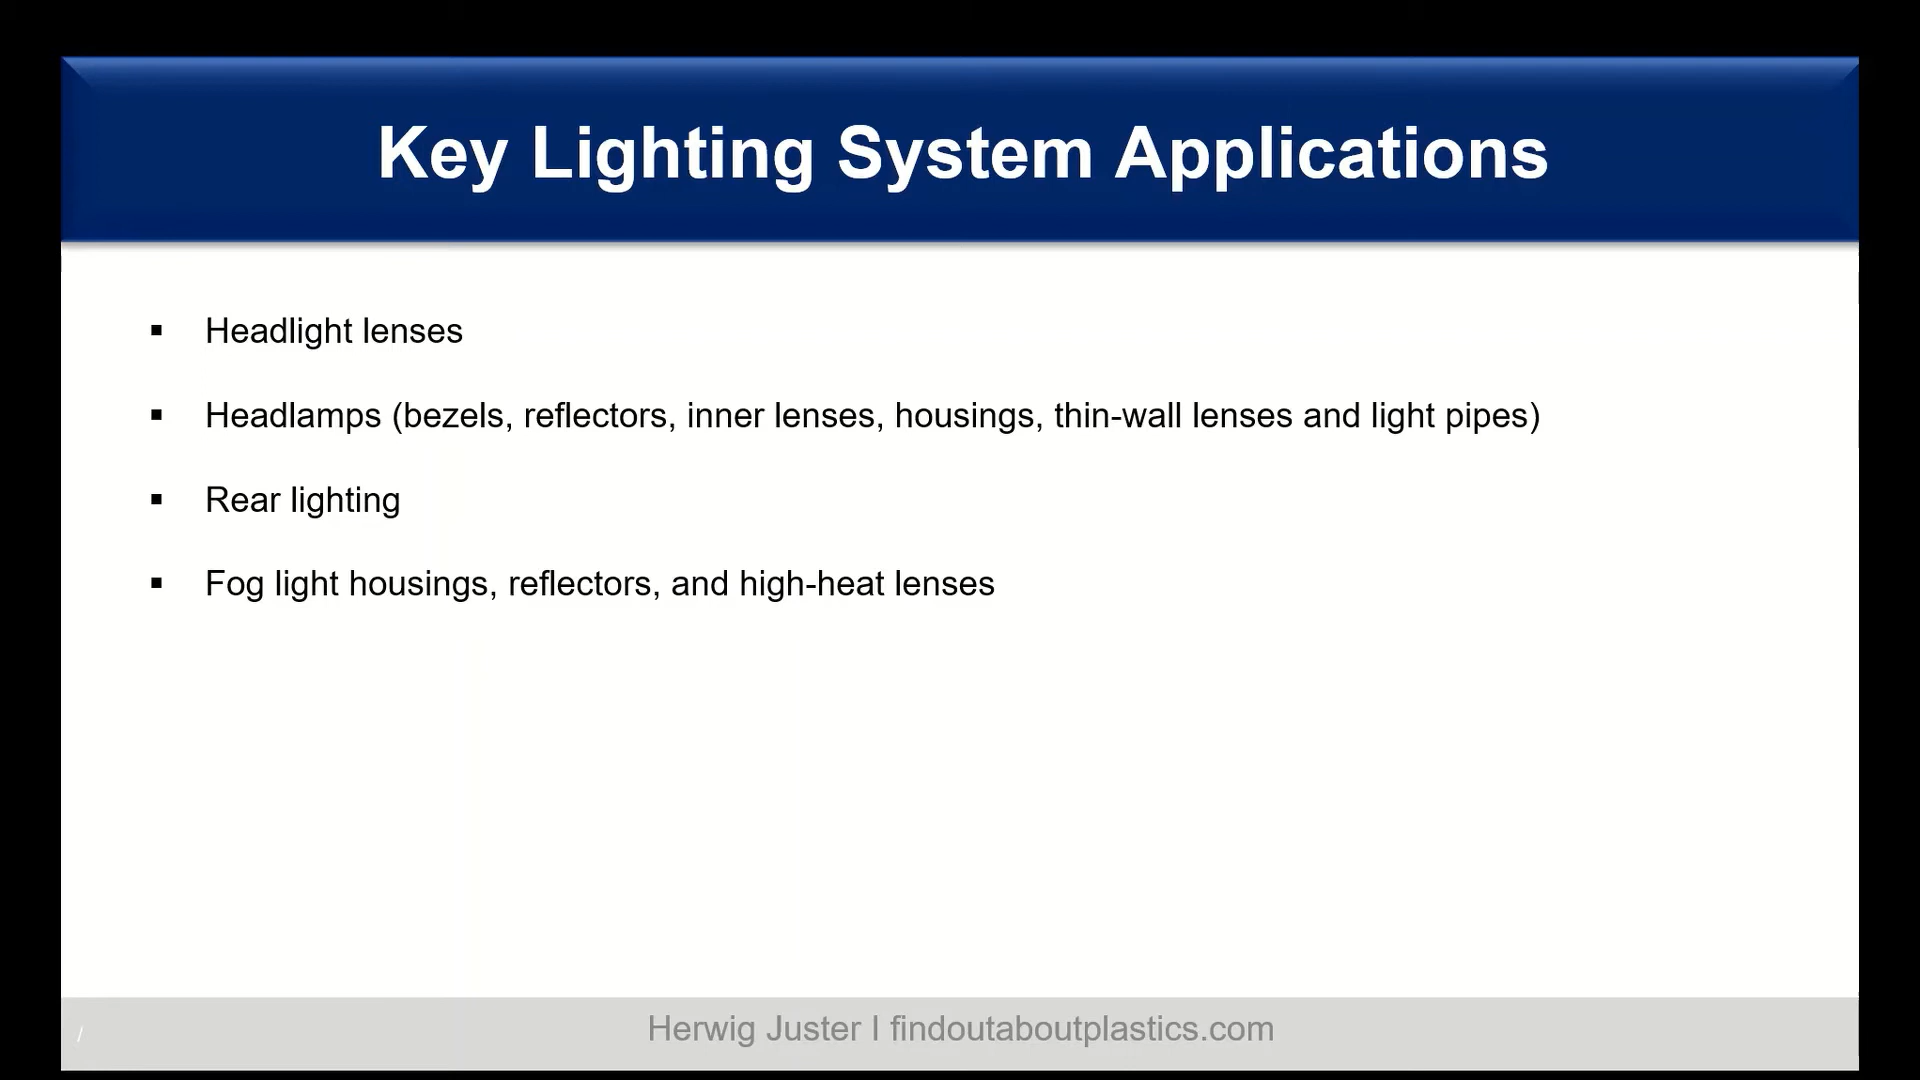 Key Lighting System Applications
▪ Headlight lenses
▪ Headlamps (bezels, reflectors, inner lenses, housings, thin-wall lenses and light pipes)
▪ Rear lighting
▪ Fog light housings, reflectors, and high-heat lenses
/
Herwig Juster I findoutaboutplastics.com